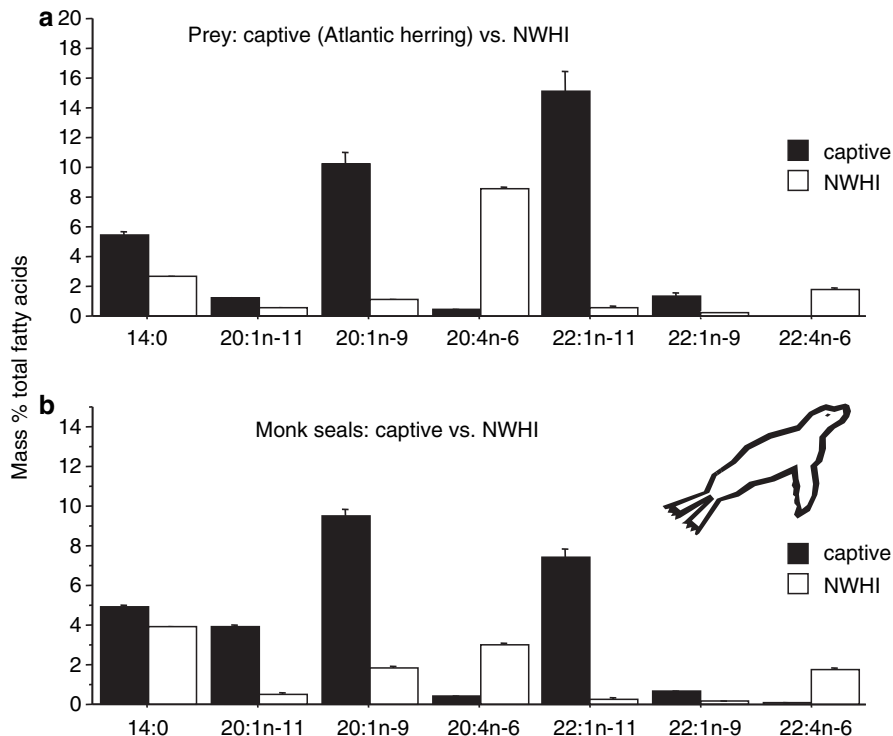 a
Prey: captive (Atlantic herring) vs. NWHI
20
18
16
14
12
10
8
6
4
2
0
captive
NWHI
14:0 20:1n-11 20:1n-9 20:4n-6 22:1n-11 22:1n-9 22:4n-6
Mass % total fatty acids
b
Monk seals: captive vs. NWHI
14
12
10
8
6
4
2
0
captive
NWHI
14:0 20:1n-11 20:1n-9 20:4n-6 22:1n-11 22:1n-9 22:4n-6